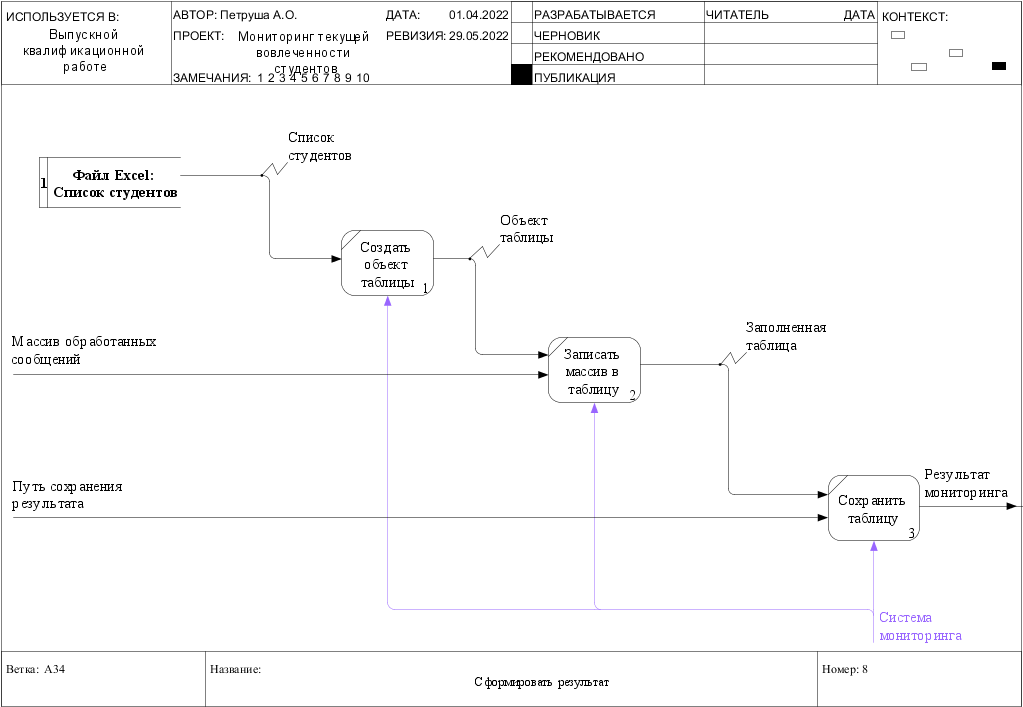 ИСПОЛЬЗУЕТСЯ В:
Выпускной
квалификационной
работе
АВТОР: Петруша А.О.
ДАТА: 01.04.2022
ПРОЕКТ: Мониторинг текущей
вовлеченности
студентов
РЕВИЗИЯ: 29.05.2022
ЗАМЕЧАНИЯ: 1 2 3 4 5 6 7 8 9 10
РАЗРАБАТЫВАЕТСЯ
ЧЕРНОВИК
РЕКОМЕНДОВАНО
ПУБЛИКАЦИЯ
ЧИТАТЕЛЬ ДАТА
КОНТЕКСТ:
Список
студентов
1
Файл Excel:
Список студентов
Объект
таблицы
Создать
объект
таблицы
1
Заполненная
таблица
Массив обработанных
сообщений
Записать
массив в
таблицу
2
Результат
мониторинга
Путь сохранения
результата
Сохранить
таблицу
3
Система
мониторинга
Ветка: A34
Название:
Сформировать результат
Номер: 8